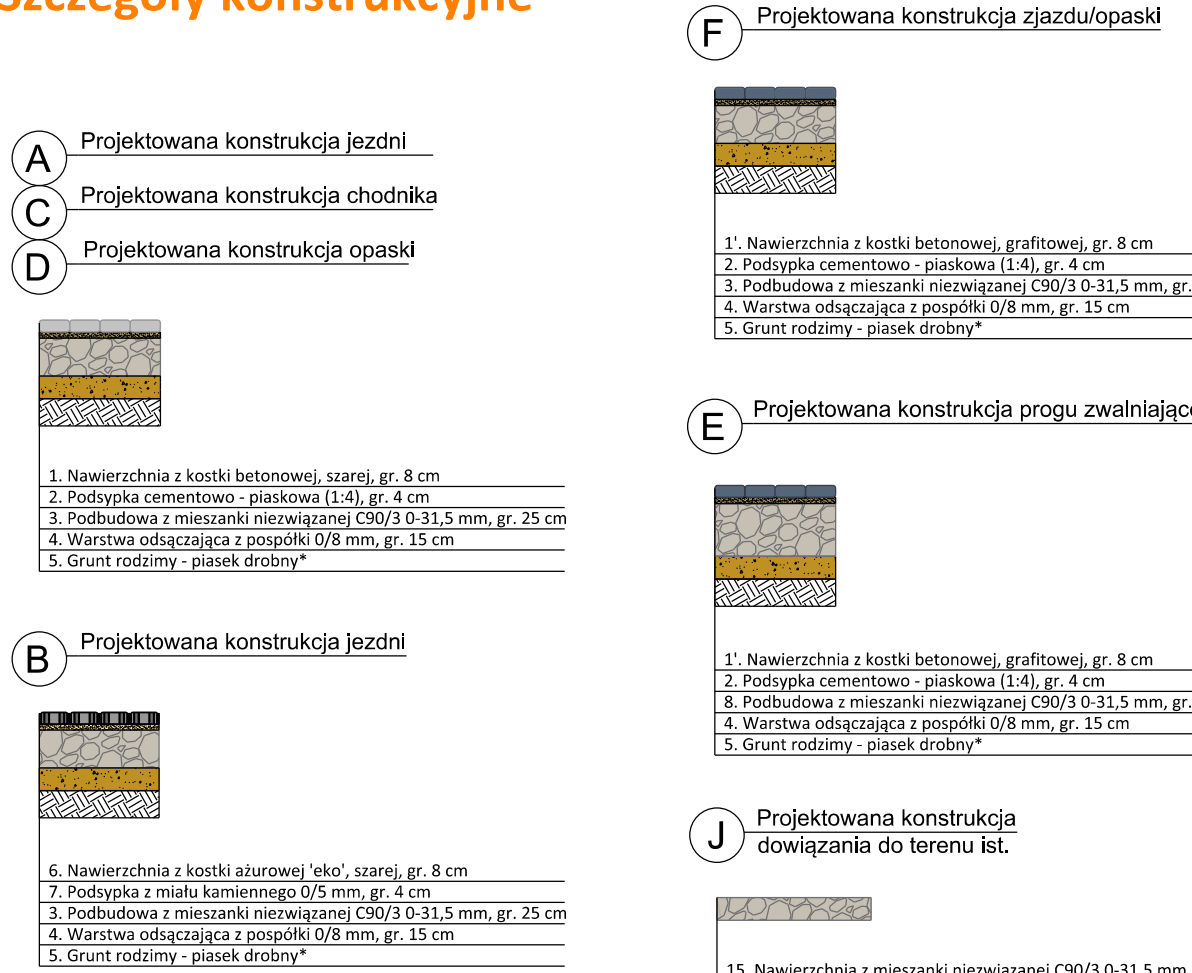 Szczegóły konstrukcyjne
A
Projektowana konstrukcja jezdni
C
Projektowana konstrukcja chodnika
D
Projektowana konstrukcja opaski
1. Nawierzchnia z kostki betonowej, szarej, gr. 8 cm
2. Podsypka cementowo - piaskowa (1:4), gr. 4 cm
3. Podbudowa z mieszanki niezwiązanej C90/3 0-31,5 mm, gr. 25 cm
4. Warstwa odsączająca z pospółki 0/8 mm, gr. 15 cm
5. Grunt rodzimy - piasek drobny*
B
Projektowana konstrukcja jezdni
6. Nawierzchnia z kostki ażurowej 'eko', szarej, gr. 8 cm
7. Podsypka z miału kamiennego 0/5 mm, gr. 4 cm
3. Podbudowa z mieszanki niezwiązanej C90/3 0-31,5 mm, gr. 25 cm
4. Warstwa odsączająca z pospółki 0/8 mm, gr. 15 cm
5. Grunt rodzimy - piasek drobny*
F
Projektowana konstrukcja zjazdu/opaski
1'. Nawierzchnia z kostki betonowej, grafitowej, gr. 8 cm
2. Podsypka cementowo - piaskowa (1:4), gr. 4 cm
3. Podbudowa z mieszanki niezwiązanej C90/3 0-31,5 mm, gr.
4. Warstwa odsączająca z pospółki 0/8 mm, gr. 15 cm
5. Grunt rodzimy - piasek drobny*
E
Projektowana konstrukcja progu
1'. Nawierzchnia z kostki betonowej, grafitowej, gr. 8 cm
2. Podsypka cementowo - piaskowa (1:4), gr. 4 cm
8. Podbudowa z mieszanki niezwiązanej C90/3 0-31,5 mm, gr.
4. Warstwa odsączająca z pospółki 0/8 mm, gr. 15 cm
5. Grunt rodzimy - piasek drobny*
J
Projektowana konstrukcja
dowiązania do terenu ist.
15. Nawierzchnia z mieszanki niezwiązanej C90/3 0-31,5 mm